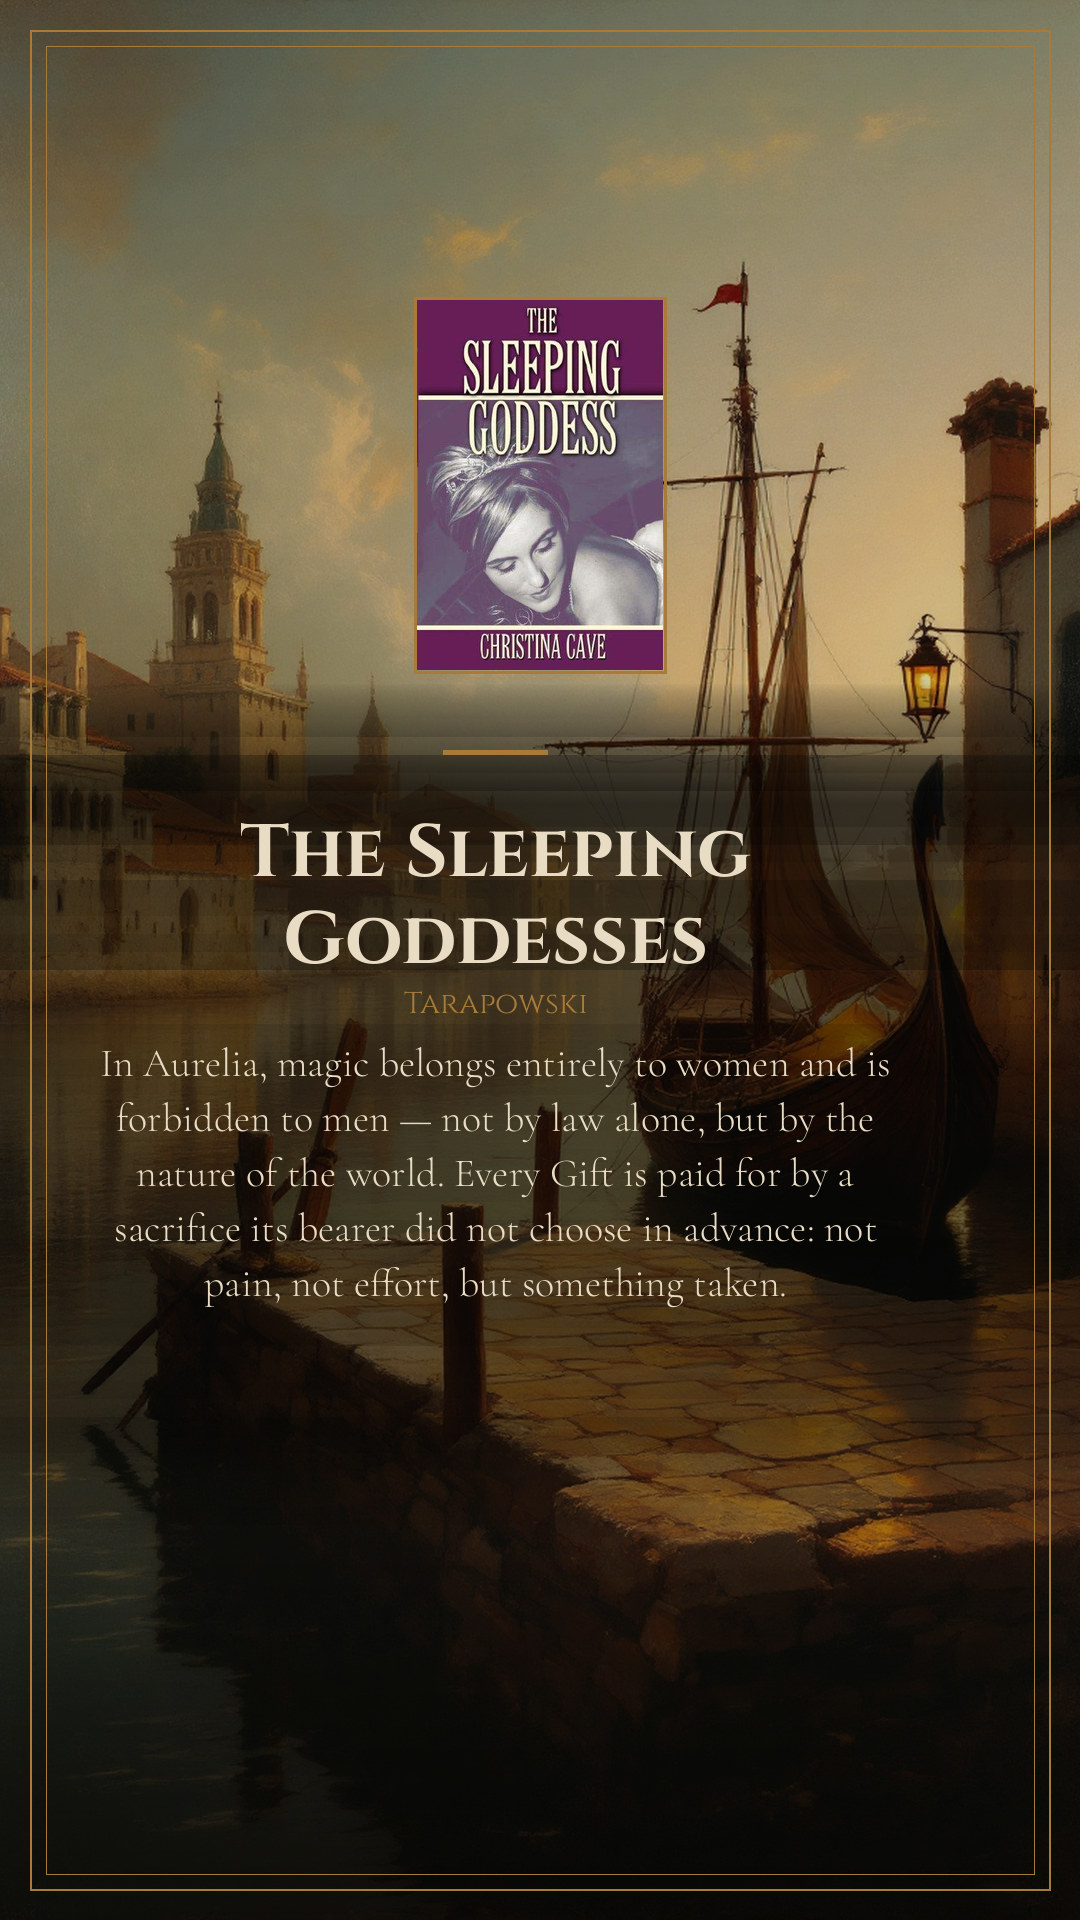 THE
SLEEPING
GODDESS
CHRISTINA CAVE
The Sleeping
Goddesses
Tarapowski
In Aurelia, magic belongs entirely to women and is
forbidden to men — not by law alone, but by the
nature of the world. Every Gift is paid for by a
sacrifice its bearer did not choose in advance: not
pain, not effort, but something taken.